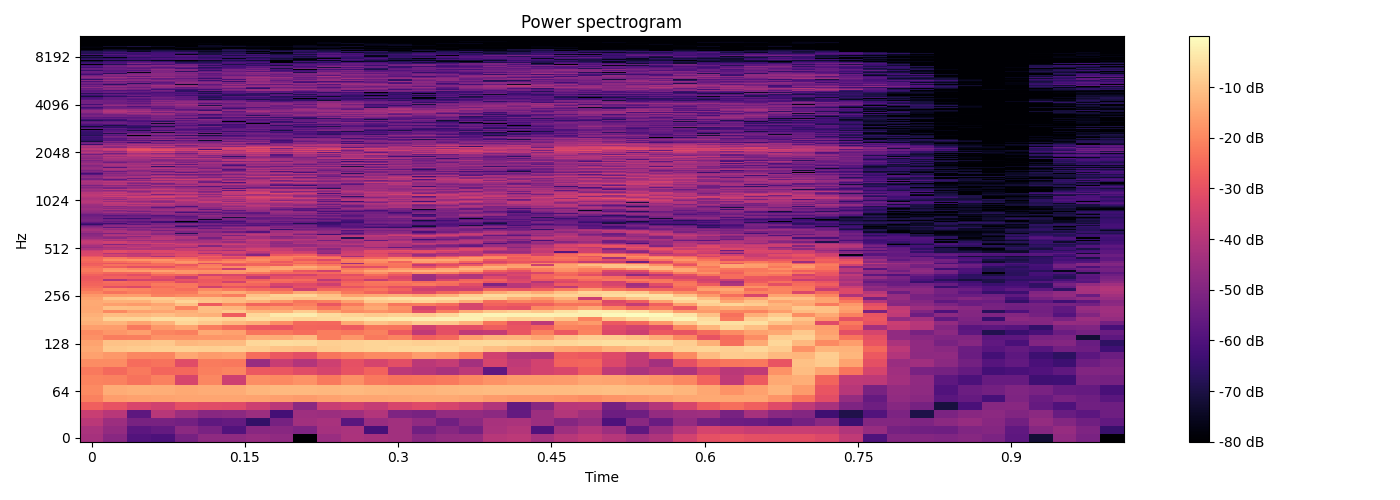 Power spectrogram
Hz
8192
4096
2048
1024
512
256
128
64
0
0 0.15 0.3 0.45 0.6 0.75 0.9
Time
-10 dB
-20 dB
-30 dB
-40 dB
-50 dB
-60 dB
-70 dB
-80 dB